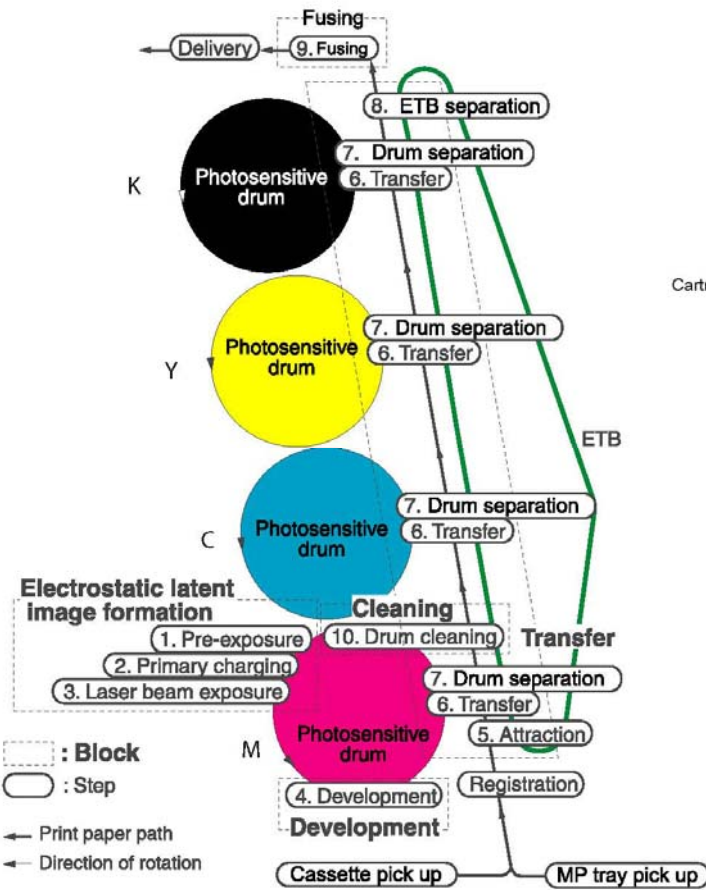 Fusing
Delivery
9. Fusing
8. ETB separation
7. Drum separation
6. Transfer
K
Photosensitive
drum
Cartr
7. Drum separation
6. Transfer
Y
Photosensitive
drum
ETB
7. Drum separation
6. Transfer
C
Photosensitive
drum
Electrostatic latent
image formation
Cleaning
1. Pre-exposure
10. Drum cleaning
Transfer
2. Primary charging
3. Laser beam exposure
7. Drum separation
6. Transfer
5. Attraction
M
Photosensitive
drum
: Block
: Step
4. Development
Registration
Development
Print paper path
Direction of rotation
Cassette pick up
MP tray pick up